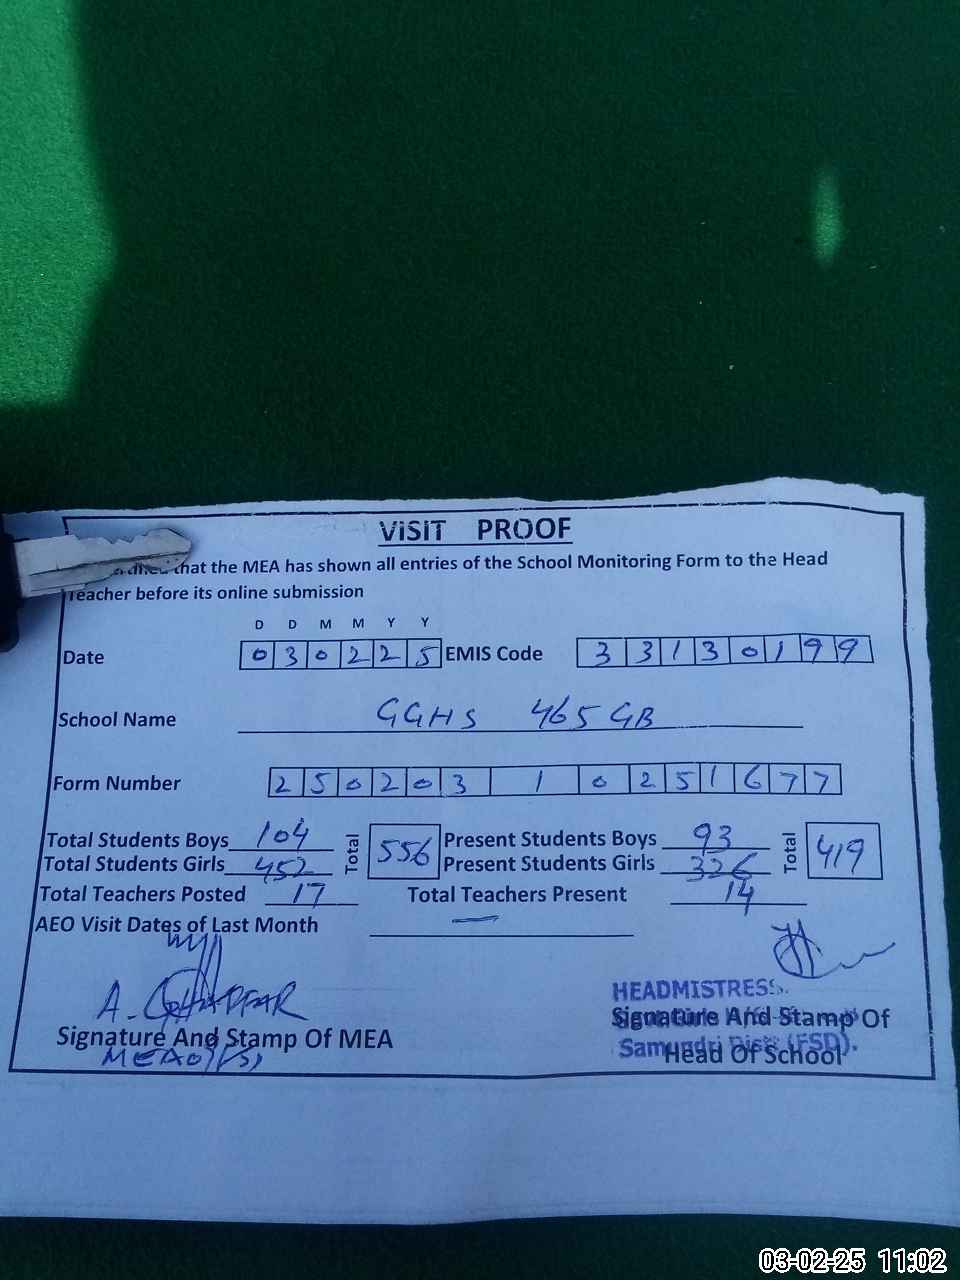 VISIT PROOF
that the MEA has shown all entries of the School Monitoring Form to the Head
Teacher before its online submission
D D M M Y Y
Date 0 3 0 2 2 5 EMIS Code 3 3 1 3 0 1 9 9
School Name GGHS 465 GB
Form Number 2 5 0 2 0 3 1 0 2 5 1 6 7 7
Total Students Boys 104 Total 556 Present Students Boys 93 Total 419
Total Students Girls 452 Present Students Girls 326
Total Teachers Posted 17 Total Teachers Present 14
AEO Visit Dates of Last Month —
A. GHAFFAR
HEADMISTRESS.
Signature And Stamp Of MEA Signature And Stamp Of
Samundri Distt (FSD).
Head Of School
03-02-25 11:02